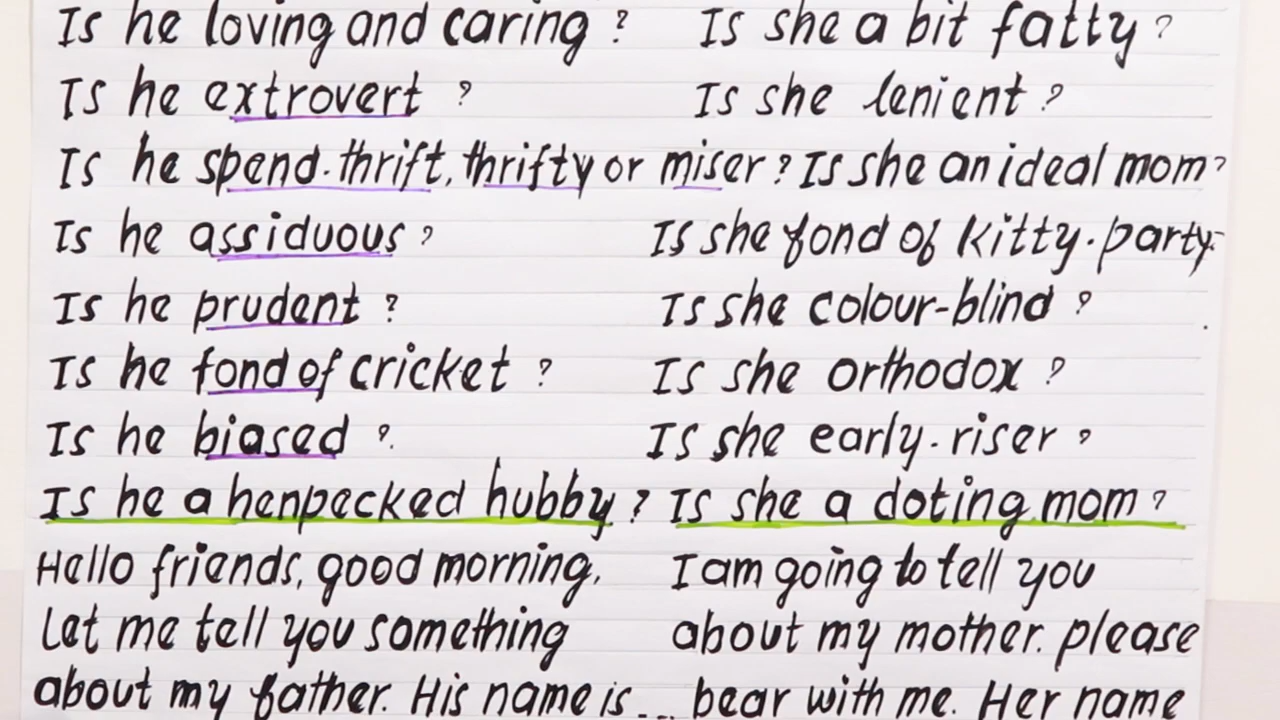 Is he loving and caring ? Is she a bit fatty ?
Is he extrovert ? Is she lenient ?
Is he spend-thrift, thrifty or miser ? Is she an ideal mom ?
Is he assiduous ? Is she fond of kitty-party
Is he prudent ? Is she colour-blind ?
Is he fond of cricket ? Is she orthodox ?
Is he biased ? Is she early-riser ?
Is he a henpecked hubby ? Is she a doting mom ?
Hello friends, good morning, I am going to tell you
Let me tell you something about my mother. please
about my father. His name is ... bear with me. Her name